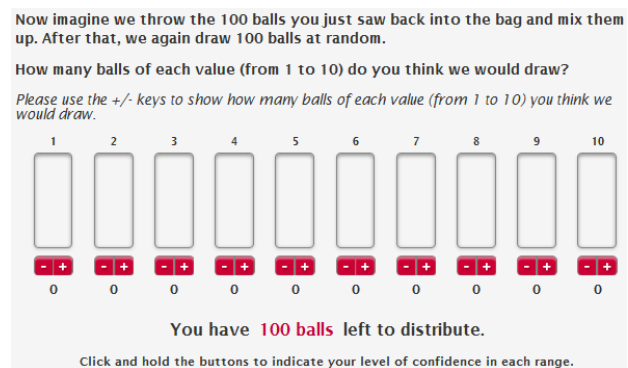 Now imagine we throw the 100 balls you just saw back into the bag and mix them
up. After that, we again draw 100 balls at random.
How many balls of each value (from 1 to 10) do you think we would draw?
Please use the +/- keys to show how many balls of each value (from 1 to 10) you think we
would draw.
1 2 3 4 5 6 7 8 9 10
- + - + - + - + - + - + - + - + - + - +
0 0 0 0 0 0 0 0 0 0
You have 100 balls left to distribute.
Click and hold the buttons to indicate your level of confidence in each range.